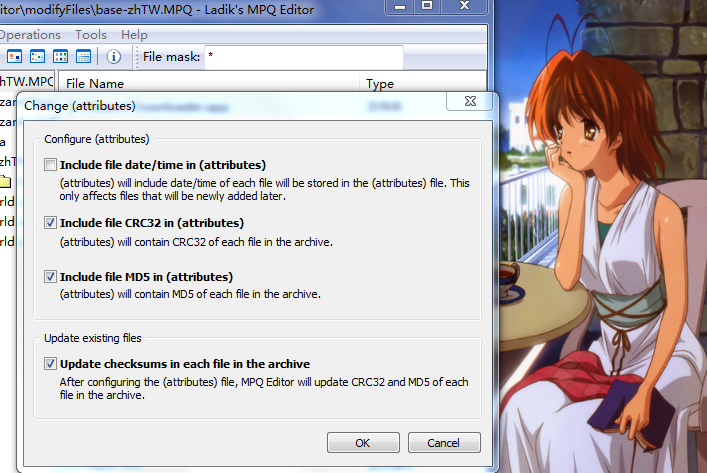 itor\modifyFiles\base-zhTW.MPQ - Ladik's MPQ Editor
Operations Tools Help
File mask: *
zhTW.MPQ
File Name Type
Change (attributes)
Configure (attributes)
Include file date/time in (attributes)
(attributes) will include date/time of each file will be stored in the (attributes) file. This
only affects files that will be newly added later.
Include file CRC32 in (attributes)
(attributes) will contain CRC32 of each file in the archive.
Include file MD5 in (attributes)
(attributes) will contain MD5 of each file in the archive.
Update existing files
Update checksums in each file in the archive
After configuring the (attributes) file, MPQ Editor will update CRC32 and MD5 of each
file in the archive.
OK Cancel